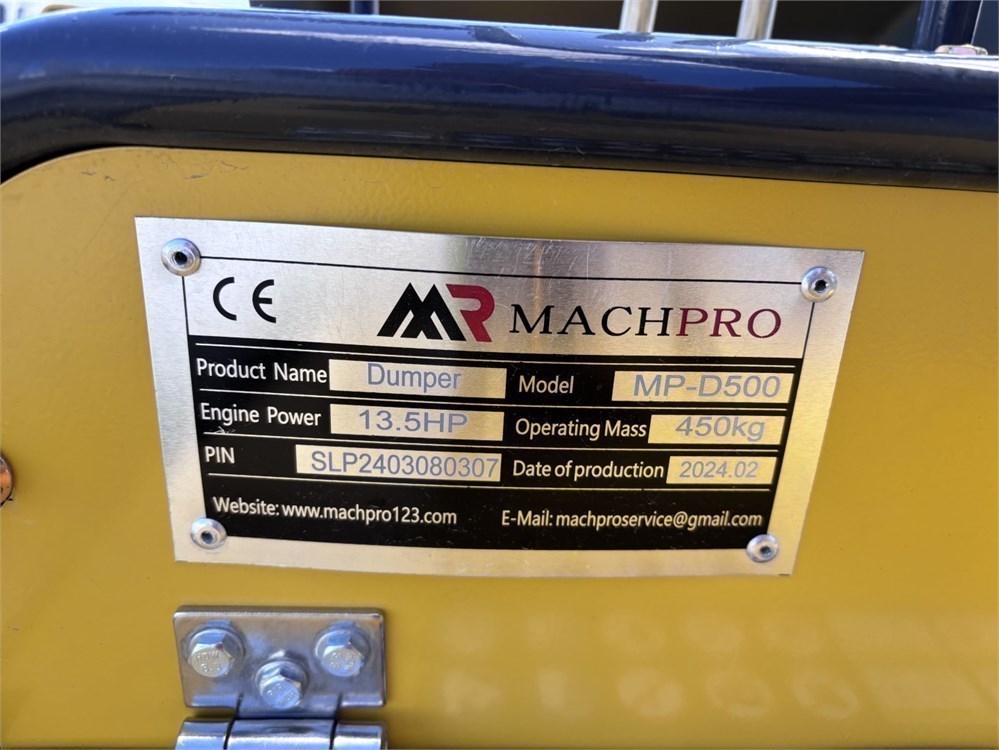 CE MR MACHPRO
Product Name Dumper Model MP-D500
Engine Power 13.5HP Operating Mass 450kg
PIN SLP2403080307 Date of production 2024.02
Website: www.machpro123.com E-Mail: machproservice@gmail.com